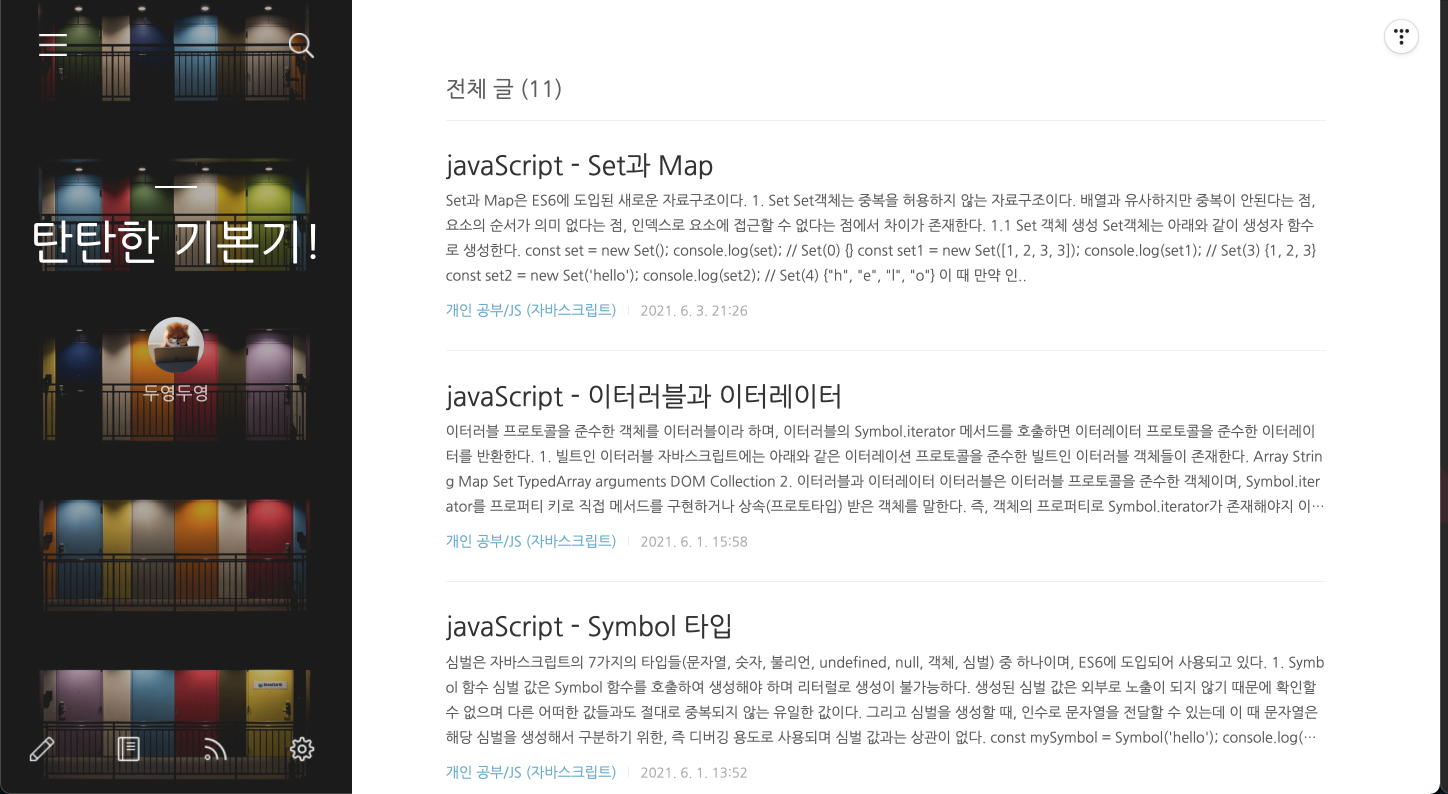 탄탄한 기본기!
두영두영
전체 글 (11)
javaScript - Set과 Map
Set과 Map은 ES6에 도입된 새로운 자료구조이다. 1. Set Set객체는 중복을 허용하지 않는 자료구조이다. 배열과 유사하지만 중복이 안된다는 점,
요소의 순서가 의미 없다는 점, 인덱스로 요소에 접근할 수 없다는 점에서 차이가 존재한다. 1.1 Set 객체 생성 Set객체는 아래와 같이 생성자 함수
로 생성한다. const set = new Set(); console.log(set); // Set(0) {} const set1 = new Set([1, 2, 3, 3]); console.log(set1); // Set(3) {1, 2, 3}
const set2 = new Set('hello'); console.log(set2); // Set(4) {"h", "e", "l", "o"} 이 때 만약 인..
개인 공부/JS (자바스크립트) 2021. 6. 3. 21:26
javaScript - 이터러블과 이터레이터
이터러블 프로토콜을 준수한 객체를 이터러블이라 하며, 이터러블의 Symbol.iterator 메서드를 호출하면 이터레이터 프로토콜을 준수한 이터레이
터를 반환한다. 1. 빌트인 이터러블 자바스크립트에는 아래와 같은 이터레이션 프로토콜을 준수한 빌트인 이터러블 객체들이 존재한다. Array Strin
g Map Set TypedArray arguments DOM Collection 2. 이터러블과 이터레이터 이터러블은 이터러블 프로토콜을 준수한 객체이며, Symbol.iter
ator를 프로퍼티 키로 직접 메서드를 구현하거나 상속(프로토타입) 받은 객체를 말한다. 즉, 객체의 프로퍼티로 Symbol.iterator가 존재해야지 이…
개인 공부/JS (자바스크립트) 2021. 6. 1. 15:58
javaScript - Symbol 타입
심벌은 자바스크립트의 7가지의 타입들(문자열, 숫자, 불리언, undefined, null, 객체, 심벌) 중 하나이며, ES6에 도입되어 사용되고 있다. 1. Symb
ol 함수 심벌 값은 Symbol 함수를 호출하여 생성해야 하며 리터럴로 생성이 불가능하다. 생성된 심벌 값은 외부로 노출이 되지 않기 때문에 확인할
수 없으며 다른 어떠한 값들과도 절대로 중복되지 않는 유일한 값이다. 그리고 심벌을 생성할 때, 인수로 문자열을 전달할 수 있는데 이 때 문자열은
해당 심벌을 생성해서 구분하기 위한, 즉 디버깅 용도로 사용되며 심벌 값과는 상관이 없다. const mySymbol = Symbol('hello'); console.log(…
개인 공부/JS (자바스크립트) 2021. 6. 1. 13:52